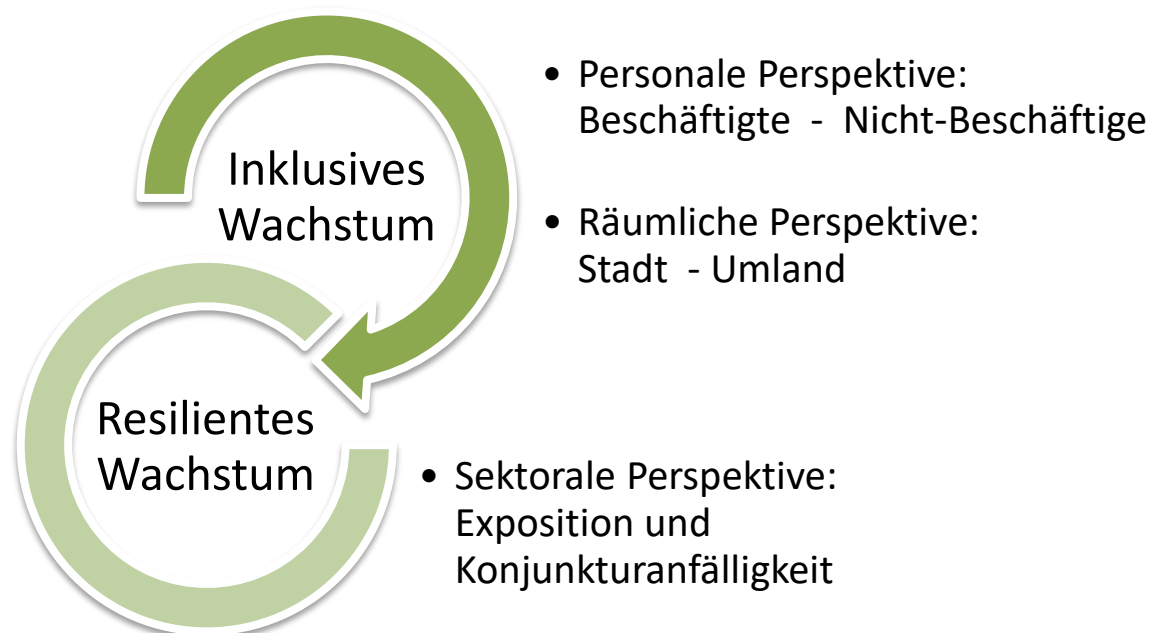 Inklusives
Wachstum
• Personale Perspektive:
Beschäftigte - Nicht-Beschäftige
• Räumliche Perspektive:
Stadt - Umland
Resilientes
Wachstum
• Sektorale Perspektive:
Exposition und
Konjunkturanfälligkeit